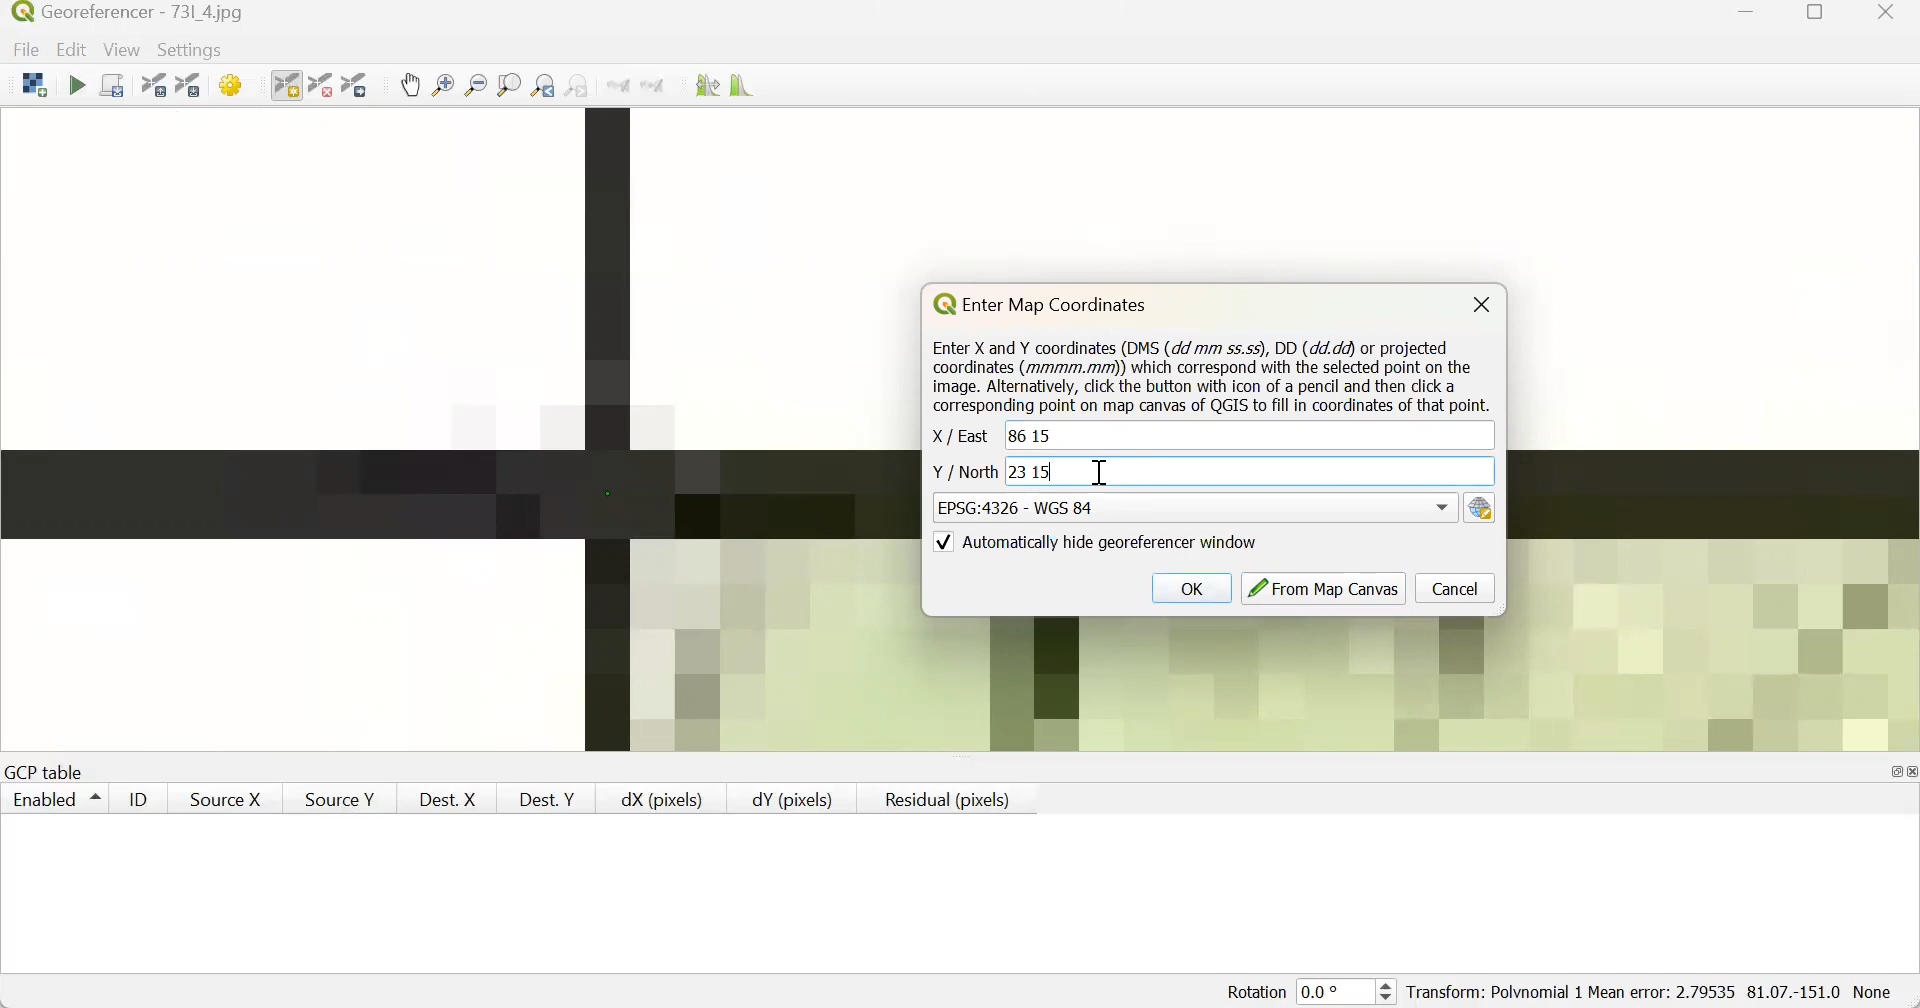 Georeferencer - 73I_4.jpg
File Edit View Settings
Enter Map Coordinates
Enter X and Y coordinates (DMS (dd mm ss.ss), DD (dd.dd) or projected
coordinates (mmmm.mm)) which correspond with the selected point on the
image. Alternatively, click the button with icon of a pencil and then click a
corresponding point on map canvas of QGIS to fill in coordinates of that point.
X / East 86 15
Y / North 23 15
EPSG:4326 - WGS 84
Automatically hide georeferencer window
OK From Map Canvas Cancel
GCP table
Enabled ID Source X Source Y Dest. X Dest. Y dX (pixels) dY (pixels) Residual (pixels)
Rotation 0.0 ° Transform: Polynomial 1 Mean error: 2.79535 81.07,-151.0 None